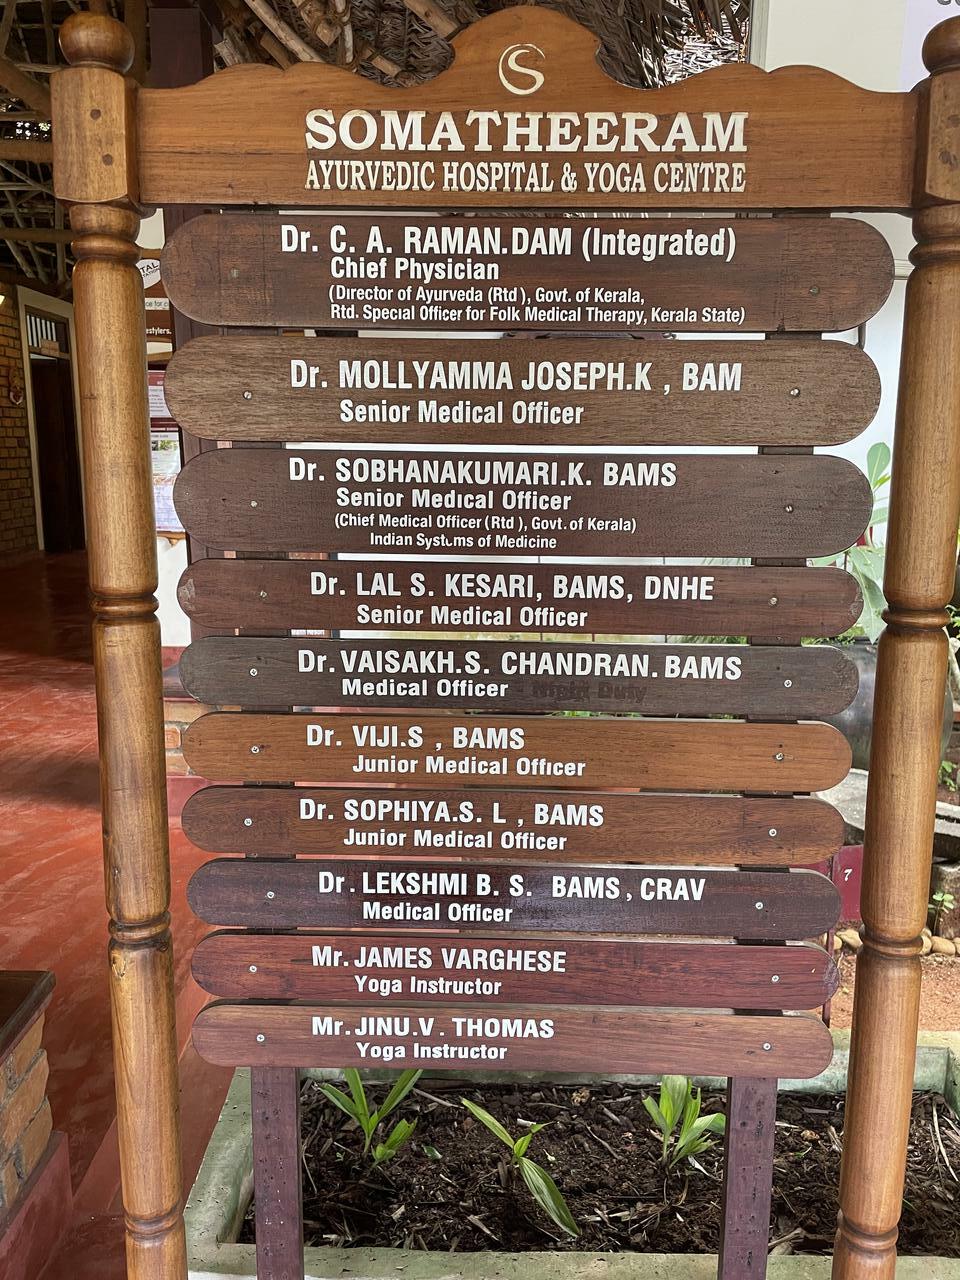 SOMATHEERAM
AYURVEDIC HOSPITAL & YOGA CENTRE
Dr. C. A. RAMAN.DAM (Integrated)
Chief Physician
(Director of Ayurveda (Rtd), Govt. of Kerala,
Rtd. Special Officer for Folk Medical Therapy, Kerala State)
Dr. MOLLYAMMA JOSEPH.K , BAM
Senior Medical Officer
Dr. SOBHANAKUMARI.K. BAMS
Senior Medical Officer
(Chief Medical Officer (Rtd ), Govt. of Kerala)
Indian Systems of Medicine
Dr. LAL S. KESARI, BAMS, DNHE
Senior Medical Officer
Dr. VAISAKH.S. CHANDRAN. BAMS
Medical Officer Night Duty
Dr. VIJI.S , BAMS
Junior Medical Officer
Dr. SOPHIYA.S. L , BAMS
Junior Medical Officer
Dr. LEKSHMI B. S. BAMS, CRAV
Medical Officer
7
Mr. JAMES VARGHESE
Yoga Instructor
Mr. JINU.V. THOMAS
Yoga Instructor